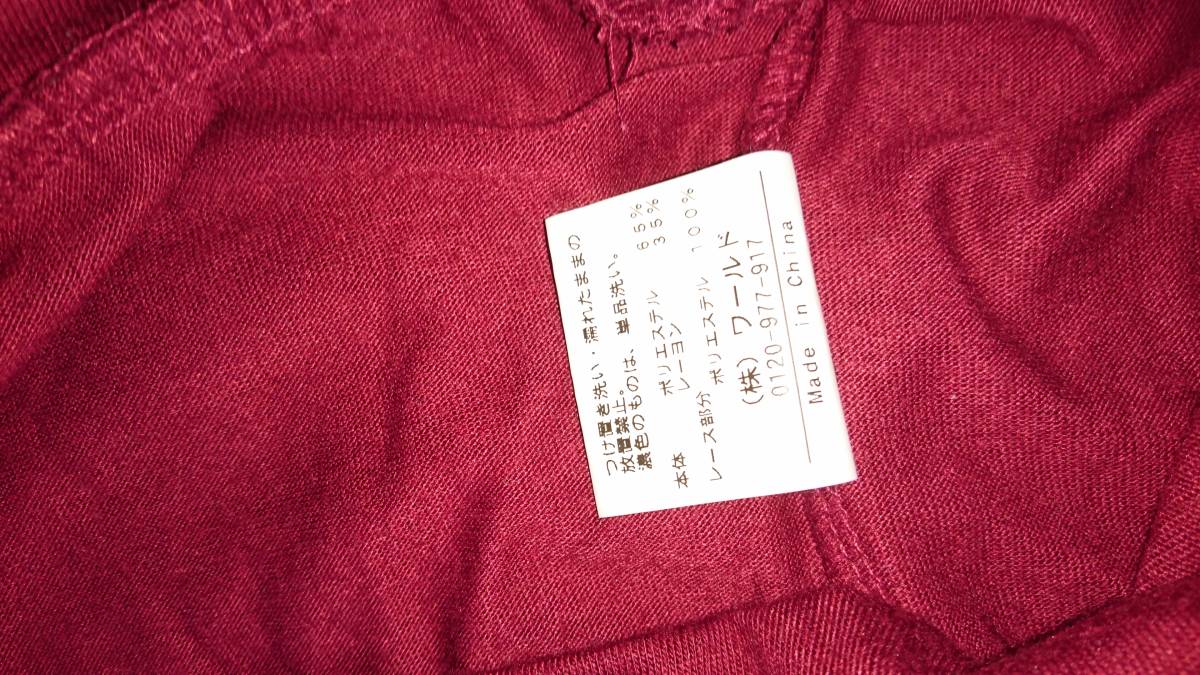 つけ置き洗い・濡れたままの
放置禁止。
濃色のものは、単品洗い。
本体 ポリエステル 65%
レーヨン 35%
レース部分 ポリエステル 100%
(株) ワールド
0120-977-917
Made in China